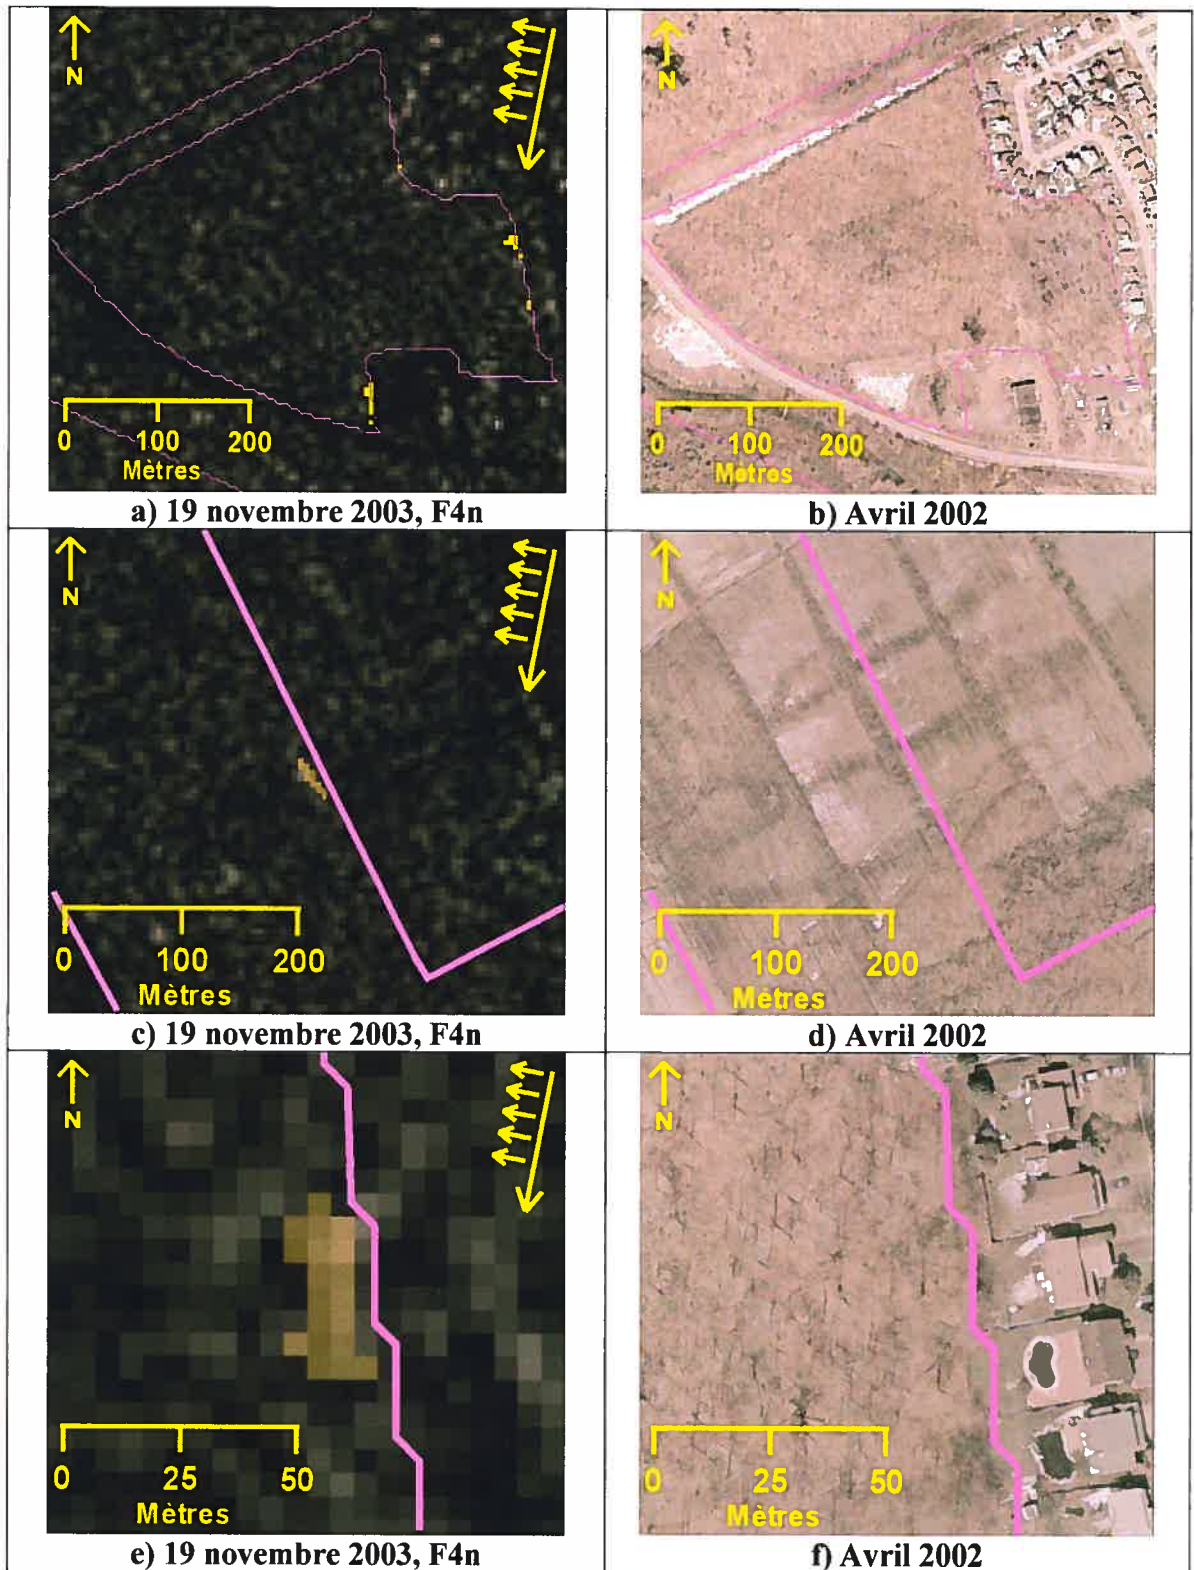 N
0 100 200
Mètres
a) 19 novembre 2003, F4n
N
0 100 200
Mètres
b) Avril 2002
N
0 100 200
Mètres
c) 19 novembre 2003, F4n
N
0 100 200
Mètres
d) Avril 2002
N
0 25 50
Mètres
e) 19 novembre 2003, F4n
N
0 25 50
Mètres
f) Avril 2002